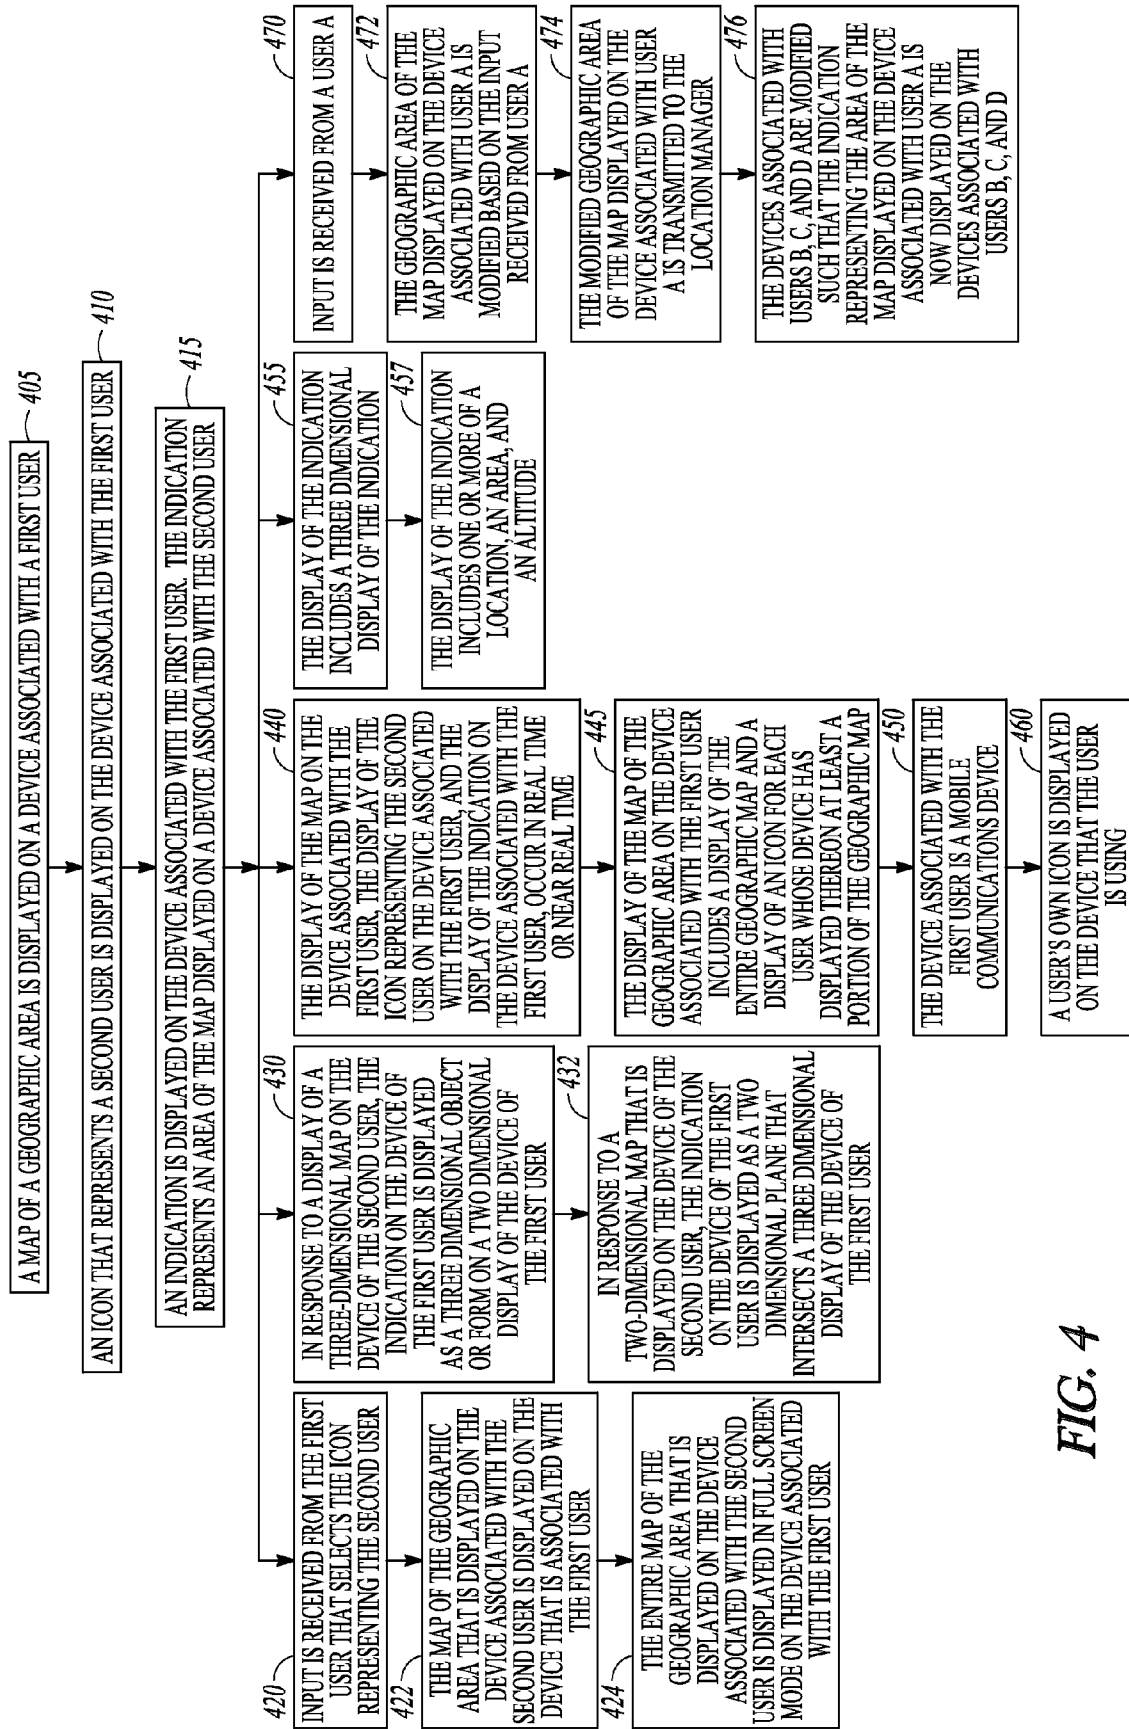 A MAP OF A GEOGRAPHIC AREA IS DISPLAYED ON A DEVICE ASSOCIATED WITH A FIRST USER
405
AN ICON THAT REPRESENTS A SECOND USER IS DISPLAYED ON THE DEVICE ASSOCIATED WITH THE FIRST USER
410
AN INDICATION IS DISPLAYED ON THE DEVICE ASSOCIATED WITH THE FIRST USER. THE INDICATION
REPRESENTS AN AREA OF THE MAP DISPLAYED ON A DEVICE ASSOCIATED WITH THE SECOND USER
415
420
INPUT IS RECEIVED FROM THE FIRST
USER THAT SELECTS THE ICON
REPRESENTING THE SECOND USER
422
THE MAP OF THE GEOGRAPHIC
AREA THAT IS DISPLAYED ON THE
DEVICE ASSOCIATED WITH THE
SECOND USER IS DISPLAYED ON THE
DEVICE THAT IS ASSOCIATED WITH
THE FIRST USER
424
THE ENTIRE MAP OF THE
GEOGRAPHIC AREA THAT IS
DISPLAYED ON THE DEVICE
ASSOCIATED WITH THE SECOND
USER IS DISPLAYED IN FULL SCREEN
MODE ON THE DEVICE ASSOCIATED
WITH THE FIRST USER
430
IN RESPONSE TO A DISPLAY OF A
THREE-DIMENSIONAL MAP ON THE
DEVICE OF THE SECOND USER, THE
INDICATION ON THE DEVICE OF
THE FIRST USER IS DISPLAYED
AS A THREE DIMENSIONAL OBJECT
OR FORM ON A TWO DIMENSIONAL
DISPLAY OF THE DEVICE OF
THE FIRST USER
432
IN RESPONSE TO A
TWO-DIMENSIONAL MAP THAT IS
DISPLAYED ON THE DEVICE OF THE
SECOND USER, THE INDICATION
ON THE DEVICE OF THE FIRST
USER IS DISPLAYED AS A TWO
DIMENSIONAL PLANE THAT
INTERSECTS A THREE DIMENSIONAL
DISPLAY OF THE DEVICE OF
THE FIRST USER
440
THE DISPLAY OF THE MAP ON THE
DEVICE ASSOCIATED WITH THE
FIRST USER, THE DISPLAY OF THE
ICON REPRESENTING THE SECOND
USER ON THE DEVICE ASSOCIATED
WITH THE FIRST USER, AND THE
DISPLAY OF THE INDICATION ON
THE DEVICE ASSOCIATED WITH THE
FIRST USER, OCCUR IN REAL TIME
OR NEAR REAL TIME
445
THE DISPLAY OF THE MAP OF THE
GEOGRAPHIC AREA ON THE DEVICE
ASSOCIATED WITH THE FIRST USER
INCLUDES A DISPLAY OF THE
ENTIRE GEOGRAPHIC MAP AND A
DISPLAY OF AN ICON FOR EACH
USER WHOSE DEVICE HAS
DISPLAYED THEREON AT LEAST A
PORTION OF THE GEOGRAPHIC MAP
450
THE DEVICE ASSOCIATED WITH THE
FIRST USER IS A MOBILE
COMMUNICATIONS DEVICE
460
A USER'S OWN ICON IS DISPLAYED
ON THE DEVICE THAT THE USER
IS USING
455
THE DISPLAY OF THE INDICATION
INCLUDES A THREE DIMENSIONAL
DISPLAY OF THE INDICATION
457
THE DISPLAY OF THE INDICATION
INCLUDES ONE OR MORE OF A
LOCATION, AN AREA, AND
AN ALTITUDE
470
INPUT IS RECEIVED FROM A USER A
472
THE GEOGRAPHIC AREA OF THE
MAP DISPLAYED ON THE DEVICE
ASSOCIATED WITH USER A IS
MODIFIED BASED ON THE INPUT
RECEIVED FROM USER A
474
THE MODIFIED GEOGRAPHIC AREA
OF THE MAP DISPLAYED ON THE
DEVICE ASSOCIATED WITH USER
A IS TRANSMITTED TO THE
LOCATION MANAGER
476
THE DEVICES ASSOCIATED WITH
USERS B, C, AND D ARE MODIFIED
SUCH THAT THE INDICATION
REPRESENTING THE AREA OF THE
MAP DISPLAYED ON THE DEVICE
ASSOCIATED WITH USER A IS
NOW DISPLAYED ON THE
DEVICES ASSOCIATED WITH
USERS B, C, AND D
FIG. 4